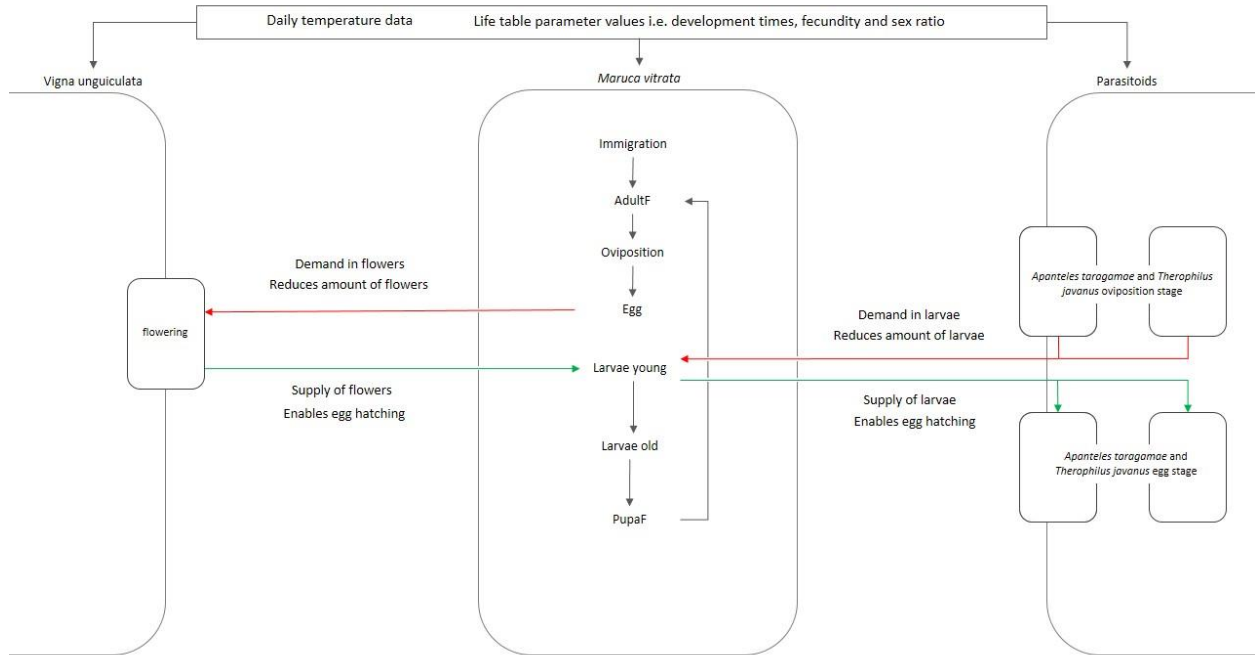 Daily temperature data Life table parameter values i.e. development times, fecundity and sex ratio
Vigna unguiculata
Maruca vitrata
Parasitoids
Immigration
AdultF
Oviposition
Egg
Larvae young
Larvae old
PupaF
Demand in flowers
Reduces amount of flowers
flowering
Supply of flowers
Enables egg hatching
Demand in larvae
Reduces amount of larvae
Supply of larvae
Enables egg hatching
Apanteles taragamae and Therophilus
javanus oviposition stage
Apanteles taragamae and
Therophilus javanus egg stage